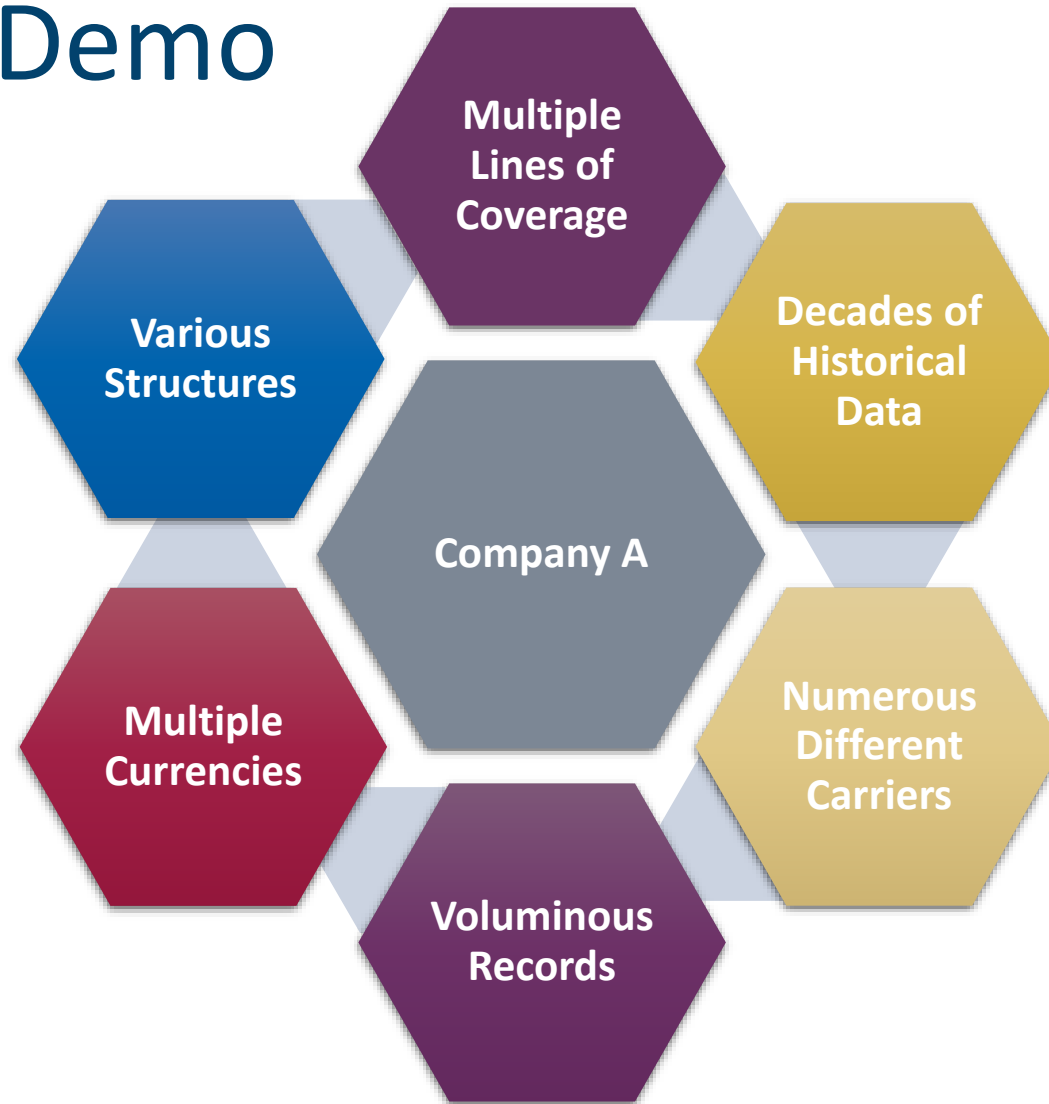 Demo
Multiple
Lines of
Coverage
Decades of
Historical
Data
Numerous
Different
Carriers
Voluminous
Records
Multiple
Currencies
Various
Structures
Company A